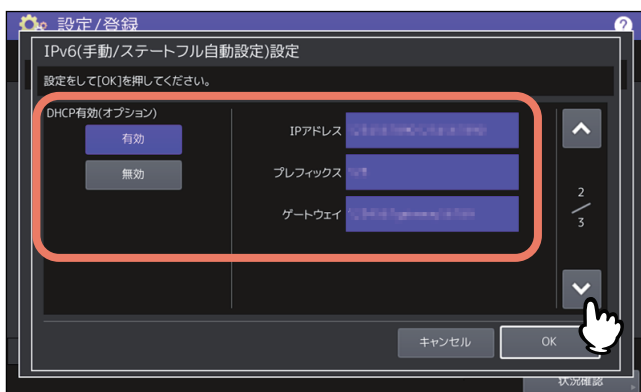 設定/登録
?
IPv6(手動/ステートフル自動設定)設定
設定をして[OK]を押してください。
DHCP有効(オプション)
有効
無効
IPアドレス
プレフィックス
ゲートウェイ
2
3
キャンセル
OK
状況確認